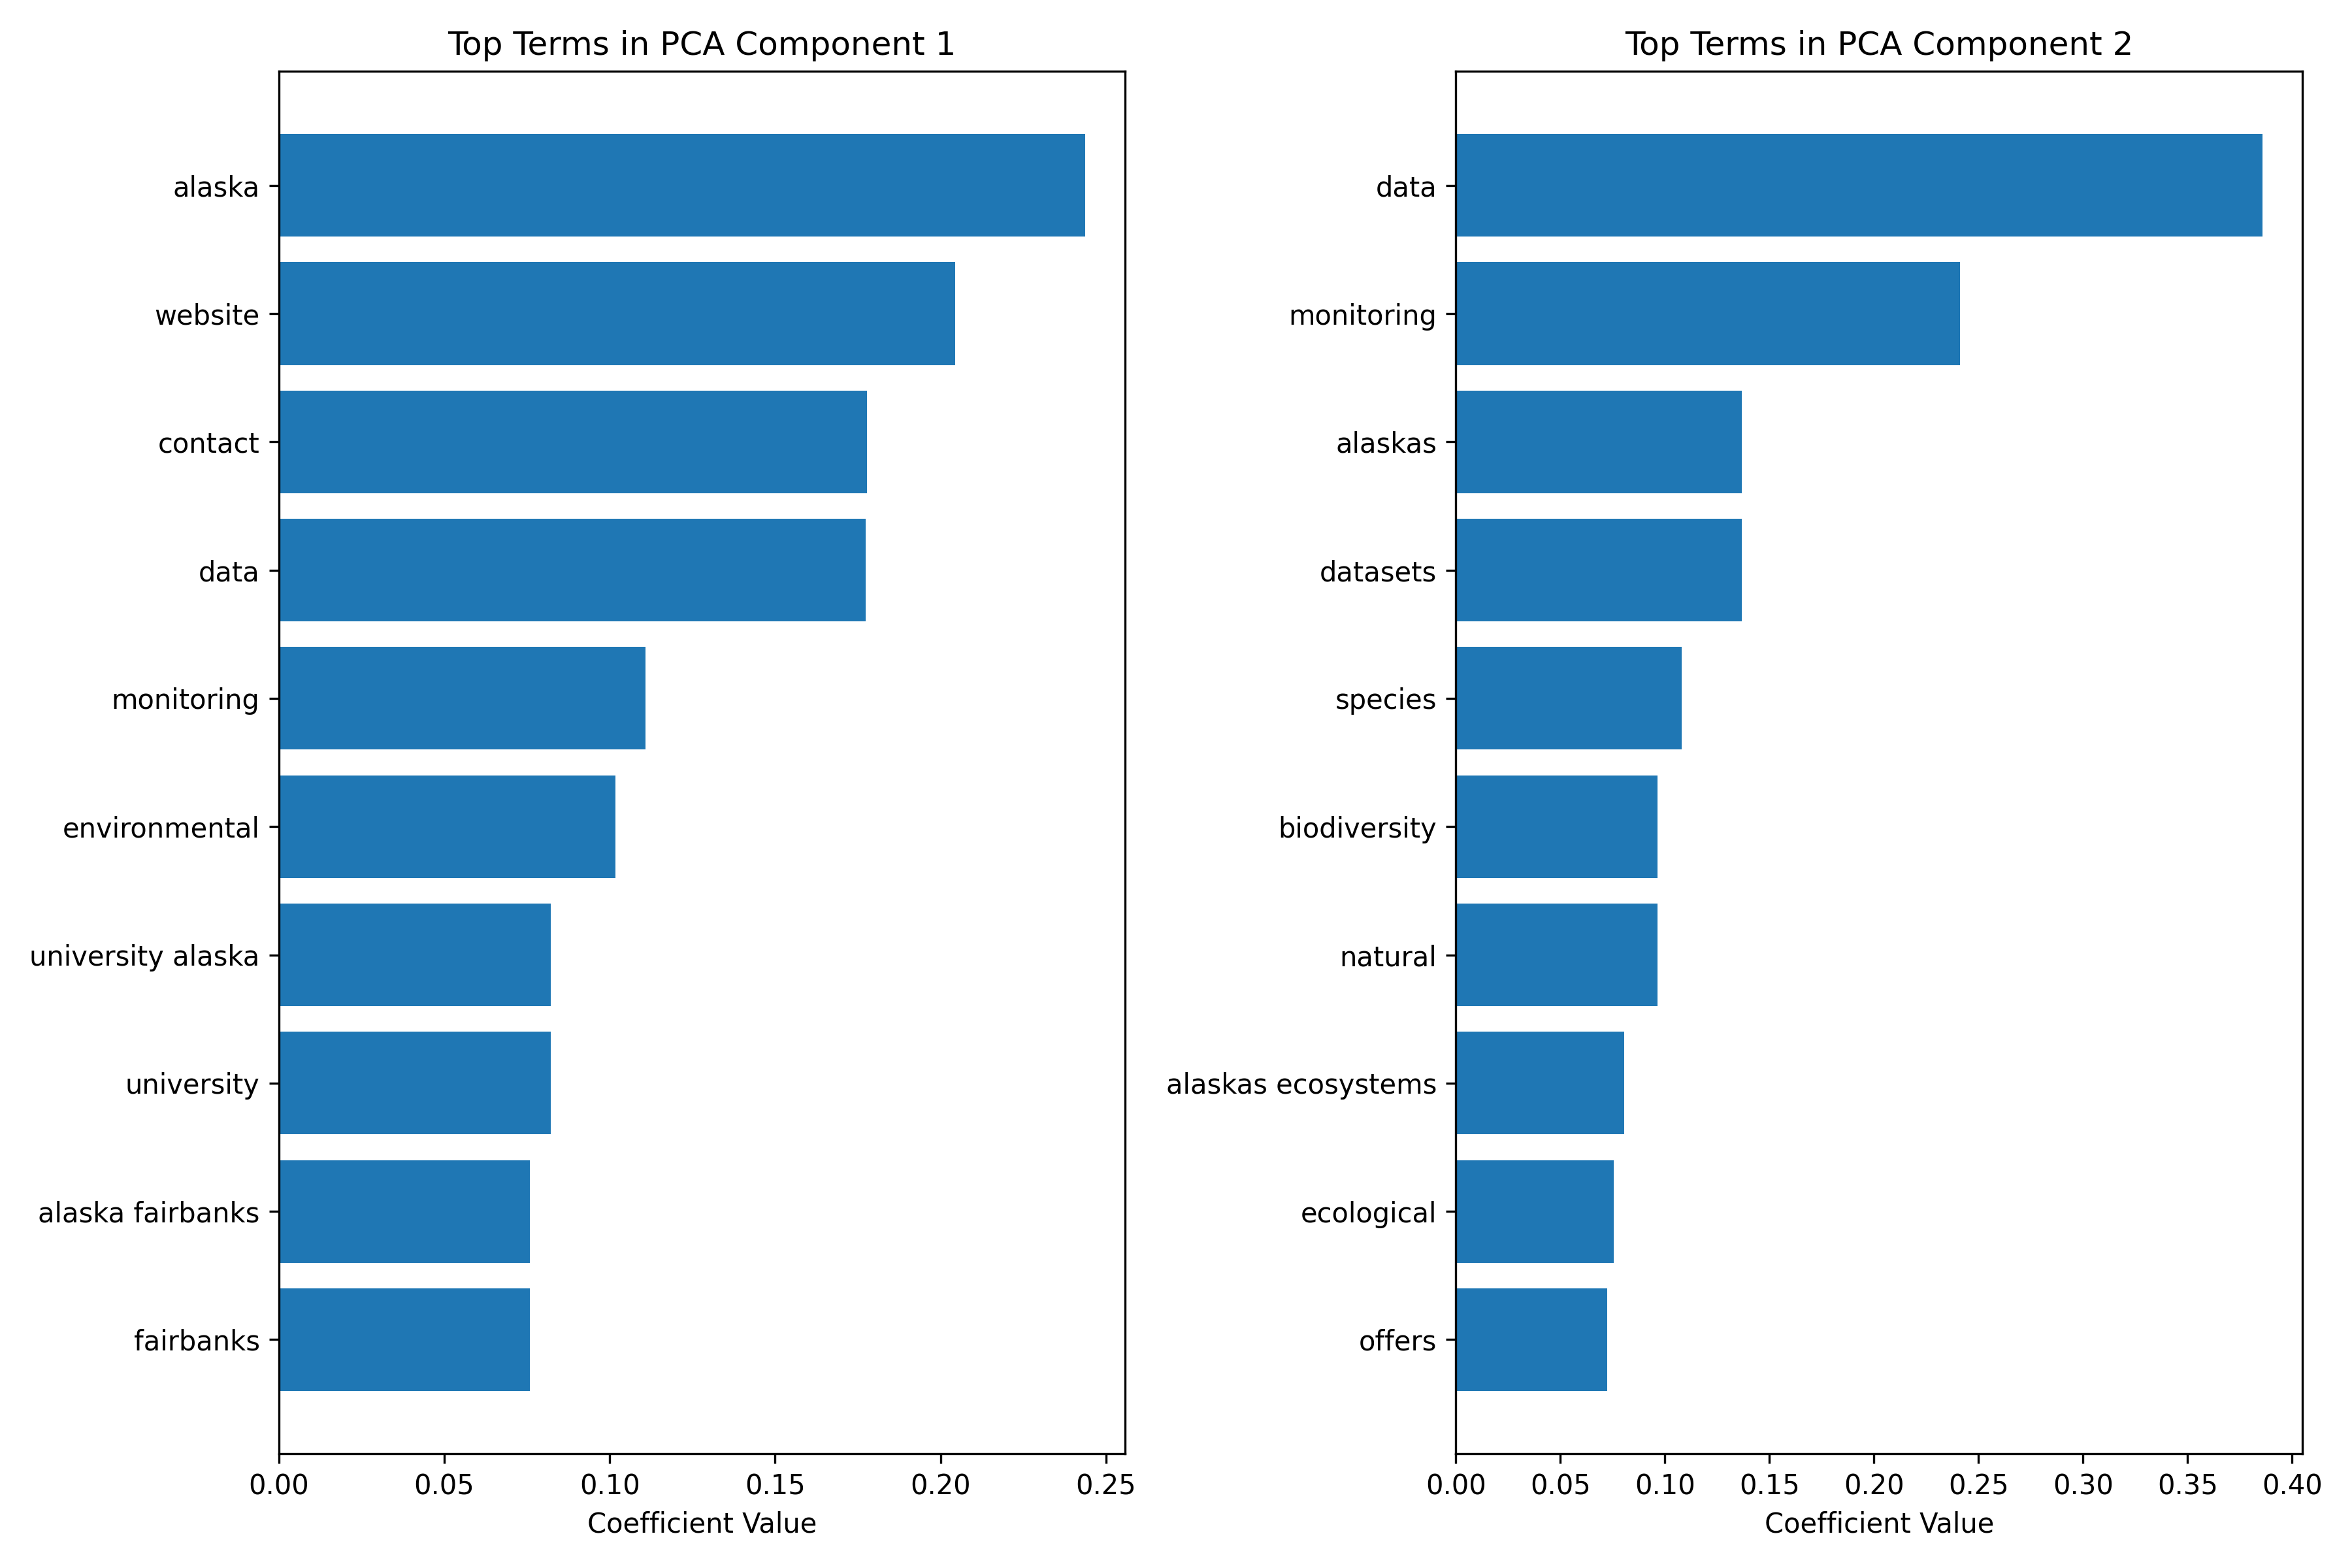 Top Terms in PCA Component 1
alaska
website
contact
data
monitoring
environmental
university alaska
university
alaska fairbanks
fairbanks
0.00 0.05 0.10 0.15 0.20 0.25
Coefficient Value
Top Terms in PCA Component 2
data
monitoring
alaskas
datasets
species
biodiversity
natural
alaskas ecosystems
ecological
offers
0.00 0.05 0.10 0.15 0.20 0.25 0.30 0.35 0.40
Coefficient Value